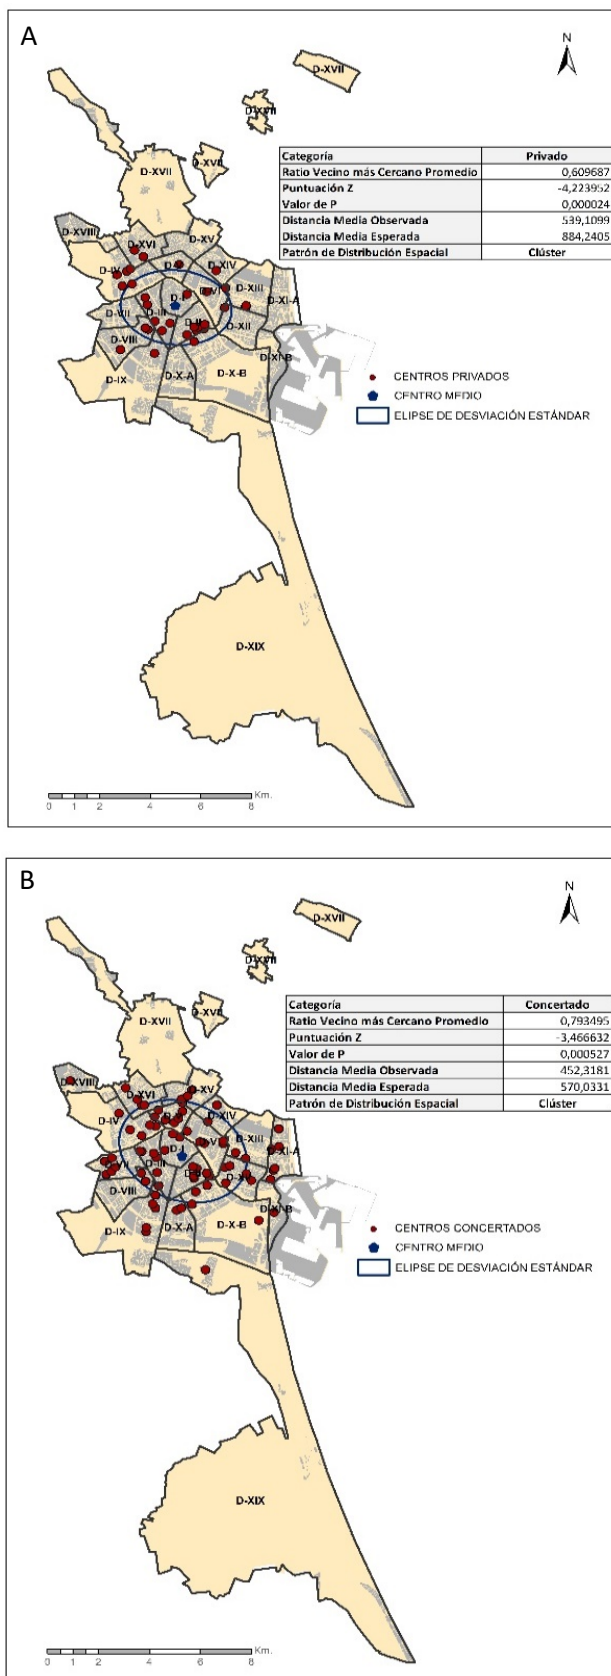 A
N
D-XVII
D-XVII
D-XVII
D-XVII
Categoría Privado
Ratio Vecino más Cercano Promedio 0,609687
Puntuación Z -4,223952
Valor de P 0,000024
Distancia Media Observada 539,1099
Distancia Media Esperada 884,2405
Patrón de Distribución Espacial Clúster
D-XVIII
D-XVI
D-XV
D-IV
D-XIV
D-XIII
D-XI-A
D-VI
D-I
D-VII
D-III
D-II
D-XII
D-VIII
D-XI-B
D-IX
D-X-A
D-X-B
CENTROS PRIVADOS
CENTRO MEDIO
ELIPSE DE DESVIACIÓN ESTÁNDAR
D-XIX
Km.
0 1 2 4 6 8
B
N
D-XVII
D-XVII
D-XVII
D-XVII
Categoría Concertado
Ratio Vecino más Cercano Promedio 0,793495
Puntuación Z -3,466632
Valor de P 0,000527
Distancia Media Observada 452,3181
Distancia Media Esperada 570,0331
Patrón de Distribución Espacial Clúster
D-XVIII
D-XVI
D-XV
D-IV
D-XIV
D-XIII
D-XI-A
D-I
D-III
D-VIII
D-XI-B
D-IX
D-X-A
D-X-B
CENTROS CONCERTADOS
CENTRO MEDIO
ELIPSE DE DESVIACIÓN ESTÁNDAR
D-XIX
Km.
0 1 2 4 6 8